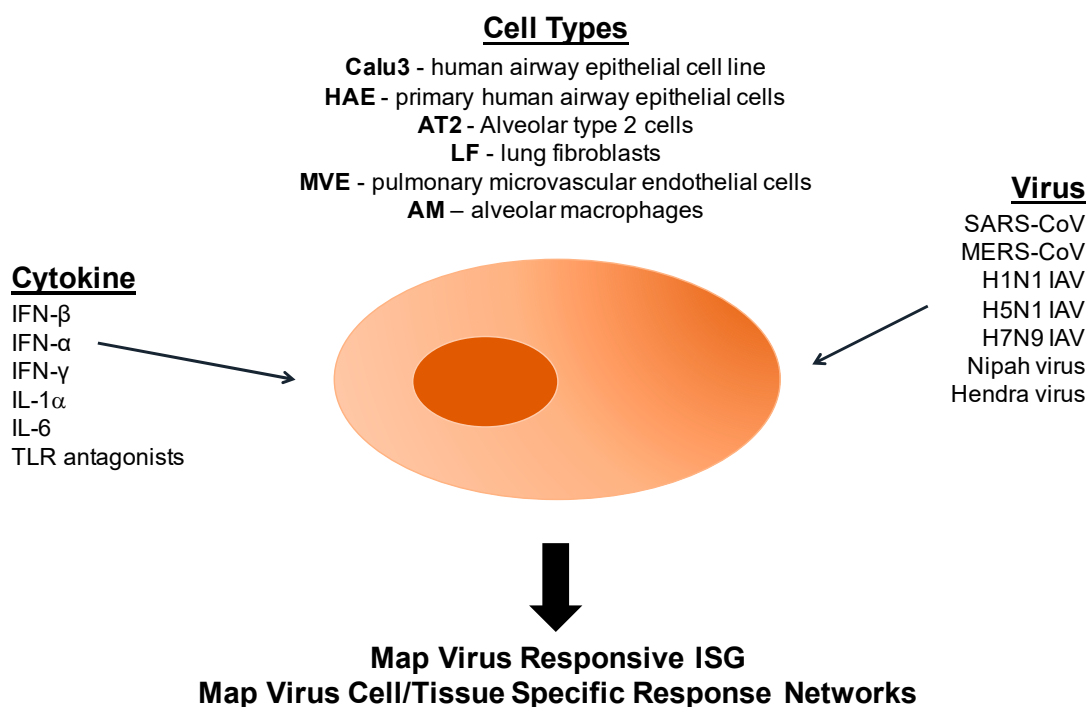 Cell Types
Calu3 - human airway epithelial cell line
HAE - primary human airway epithelial cells
AT2 - Alveolar type 2 cells
LF - lung fibroblasts
MVE - pulmonary microvascular endothelial cells
AM – alveolar macrophages
Cytokine
IFN-β
IFN-α
IFN-γ
IL-1α
IL-6
TLR antagonists
Virus
SARS-CoV
MERS-CoV
H1N1 IAV
H5N1 IAV
H7N9 IAV
Nipah virus
Hendra virus
Map Virus Responsive ISG
Map Virus Cell/Tissue Specific Response Networks